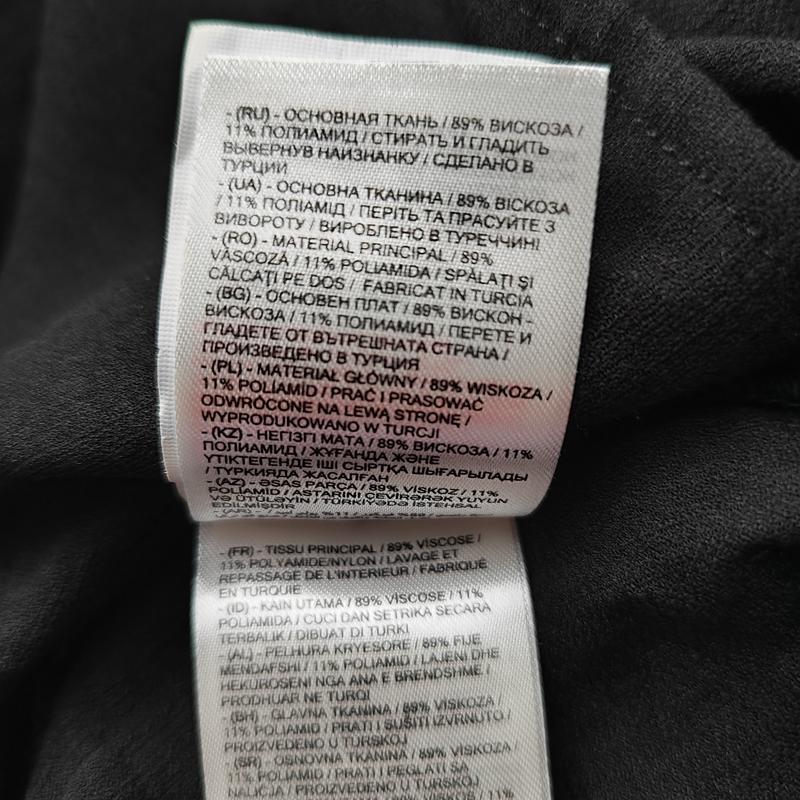 - (RU) - ОСНОВНАЯ ТКАНЬ / 89% ВИСКОЗА /
11% ПОЛИАМИД / СТИРАТЬ И ГЛАДИТЬ
ВЫВЕРНУВ НАИЗНАНКУ / СДЕЛАНО В
ТУРЦИИ
- (UA) - ОСНОВНА ТКАНИНА / 89% ВІСКОЗА
/ 11% ПОЛІАМІД / ПЕРІТЬ ТА ПРАСУЙТЕ З
ВИВОРОТУ / ВИРОБЛЕНО В ТУРЕЧЧИНІ
- (RO) - MATERIAL PRINCIPAL / 89%
VÂSCOZĂ / 11% POLIAMIDA / SPĂLAŢI ŞI
CĂLCAŢI PE DOS / FABRICAT IN TURCIA
- (BG) - ОСНОВЕН ПЛАТ / 89% ВИСКОН -
ВИСКОЗА / 11% ПОЛИАМИД / ПЕРЕТЕ И
ГЛАДЕТЕ ОТ ВЪТРЕШНАТА СТРАНА /
ПРОИЗВЕДЕНО В ТУРЦИЯ
- (PL) - MATERIAŁ GŁÓWNY / 89% WISKOZA /
11% POLÍAMÍD / PRAĆ I PRASOWAĆ
ODWRÓCONE NA LEWĄ STRONĘ /
WYPRODUKOWANO W TURCJI
- (KZ) - НЕГІЗГІ МАТА / 89% ВИСКОЗА / 11%
ПОЛИАМИД / ЖУҒАНДА ЖӘНЕ
ҮТІКТЕГЕНДЕ ІШІ СЫРТҚА ШЫҒАРЫЛАДЫ
/ ТҮРКИЯДА ЖАСАЛҒАН
- (AZ) - ƏSAS PARÇA / 89% VİSKOZ / 11%
POLİAMİD / ASTARINI ÇEVİRƏRƏK YUYUN
VƏ ÜTÜLƏYİN / TÜRKİYƏDƏ İSTEHSAL
EDİLMİŞDİR
- (FR) - TISSU PRINCIPAL / 89% VISCOSE /
11% POLYAMIDE/NYLON / LAVAGE ET
REPASSAGE DE L'INTERIEUR / FABRIQUÉ
EN TURQUIE
- (ID) - KAIN UTAMA / 89% VISCOSE / 11%
POLIAMIDA / CUCI DAN SETRIKA SECARA
TERBALIK / DIBUAT DI TURKI
- (AL) - PELHURA KRYESORE / 89% FIJE
MENDAFSHI / 11% POLIAMID / LAJENI DHE
HEKUROSENI NGA ANA E BRENDSHME /
PRODHUAR NE TURQI
- (BH) - GLAVNA TKANINA / 89% VISKOZA /
11% POLIAMID / PRATI I SUŠITI IZVRNUTO /
PROIZVEDENO U TURSKOJ
- (SR) - OSNOVNA TKANINA / 89% VISKOZA /
11% POLIAMID / PRATI I PEGLATI SA
NALIČJA / PROIZVEDENO U TURSKOJ